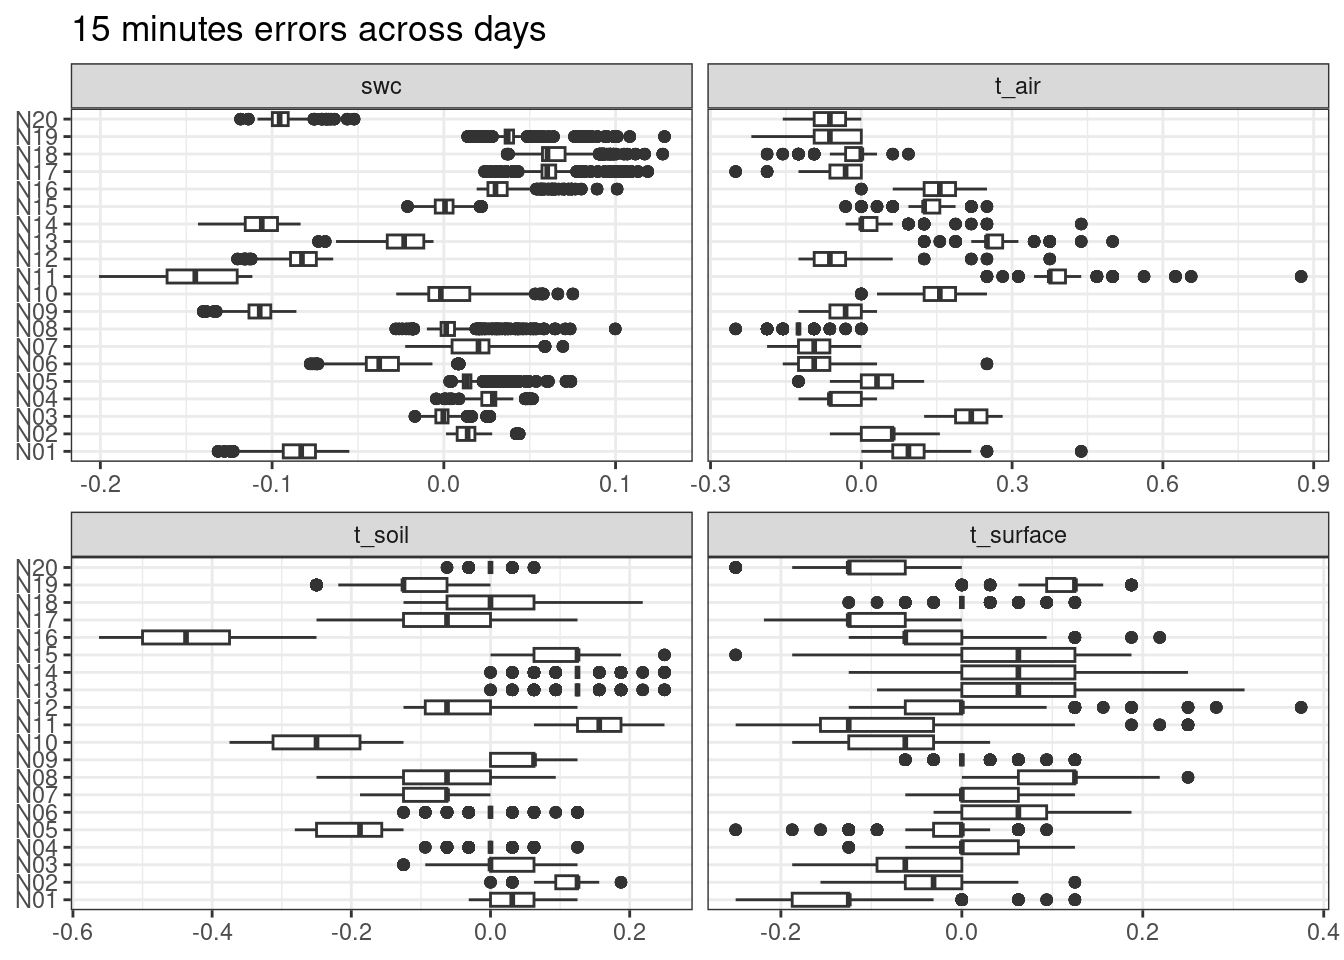 15 minutes errors across days
swc
t_air
N20
N19
N18
N17
N16
N15
N14
N13
N12
N11
N10
N09
N08
N07
N06
N05
N04
N03
N02
N01
-0.2 -0.1 0.0 0.1
-0.3 0.0 0.3 0.6 0.9
t_soil
t_surface
N20
N19
N18
N17
N16
N15
N14
N13
N12
N11
N10
N09
N08
N07
N06
N05
N04
N03
N02
N01
-0.6 -0.4 -0.2 0.0 0.2
-0.2 0.0 0.2 0.4